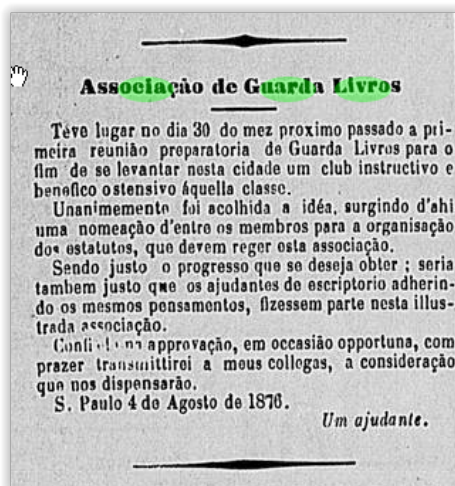 Associação de Guarda Livros
Teve lugar no dia 30 do mez proximo passado a pri-
meira reunião preparatoria de Guarda Livros para o
fim de se levantar nesta cidade um club instructivo e
benefico ostensivo áquella classe.
Unanimemente foi acolhida a idéa, surgindo d'ahi
uma nomeação d'entre os membros para a organisação
dos estatutos, que devem reger esta associação.
Sendo justo o progresso que se deseja obter ; seria
tambem justo que os ajudantes de escriptorio adherin-
do os mesmos pensamentos, fizessem parte nesta illus-
trada associação.
approvação, em occasião opportuna, com
prazer transmittirei a meus collegas, a consideração
que nos dispensarão.
S. Paulo 4 de Agosto de 1876.
Um ajudante.